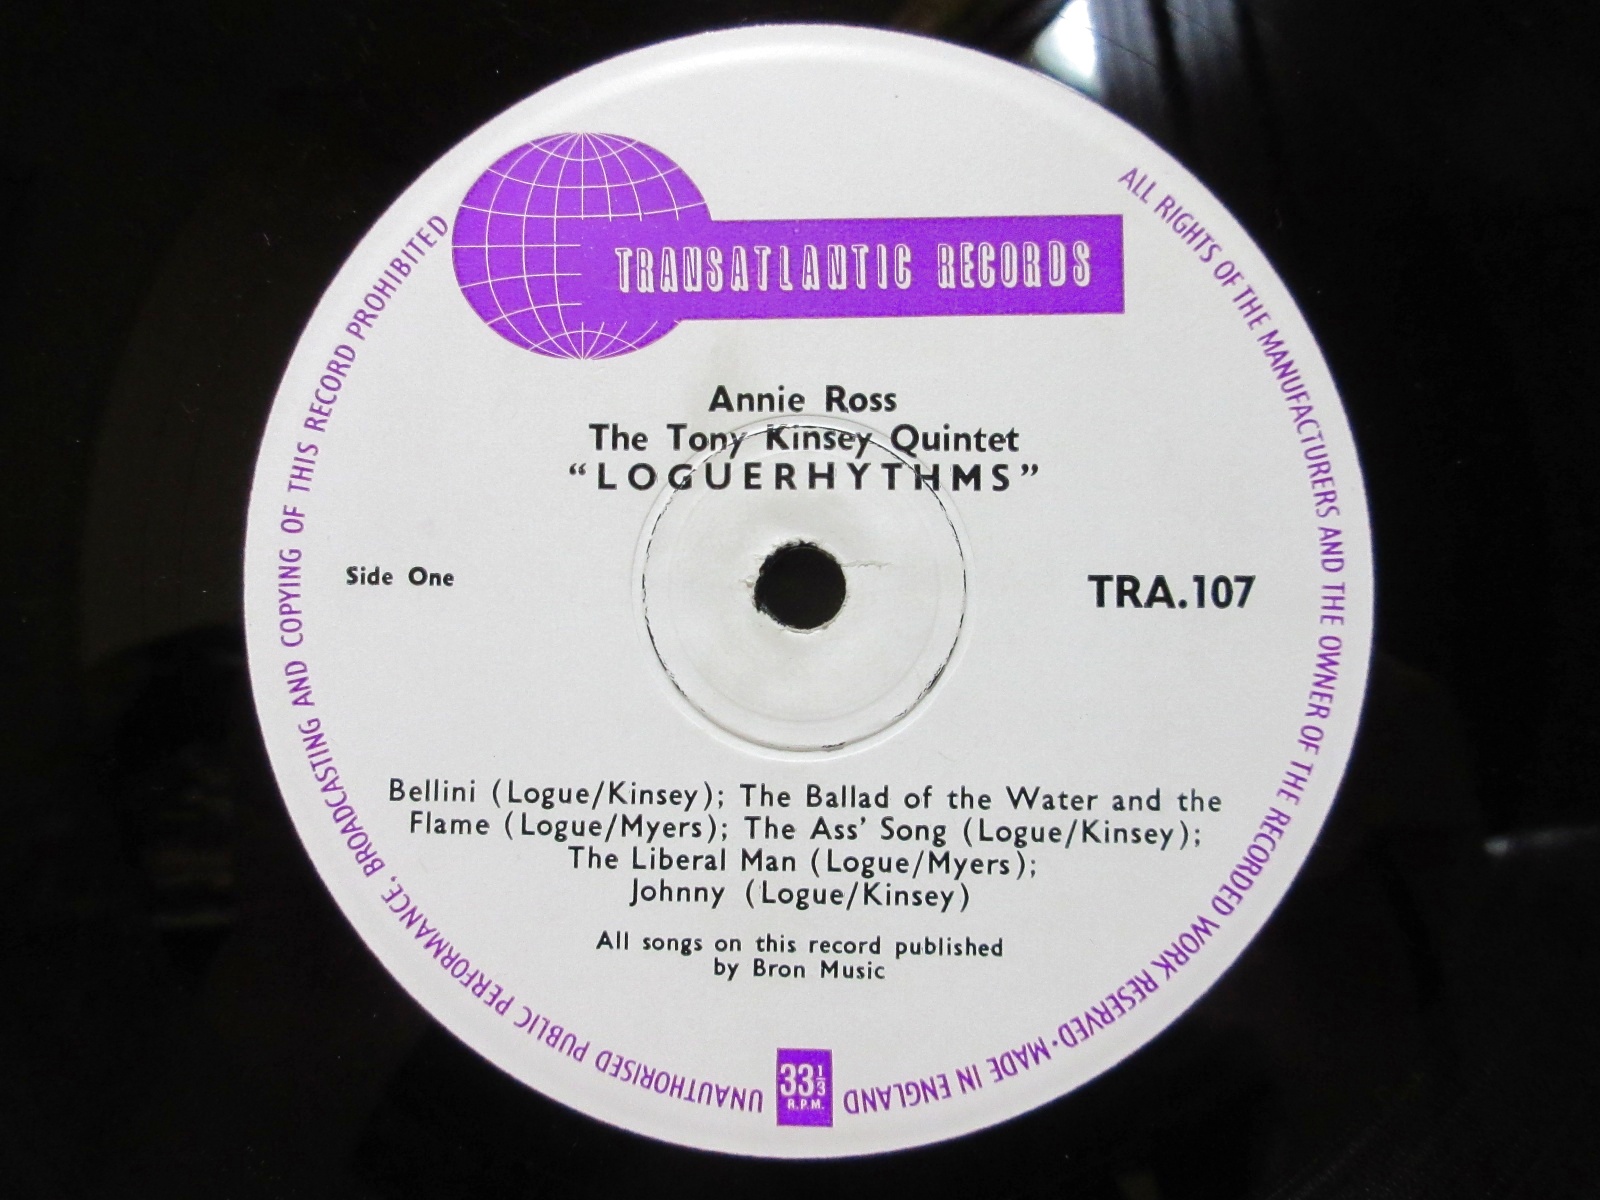 TRANSATLANTIC RECORDS
Annie Ross
The Tony Kinsey Quintet
“LOGUERHYTHMS”
Side One
TRA.107
Bellini (Logue/Kinsey); The Ballad of the Water and the
Flame (Logue/Myers); The Ass’ Song (Logue/Kinsey);
The Liberal Man (Logue/Myers);
Johnny (Logue/Kinsey)
All songs on this record published
by Bron Music
33⅓
R.P.M.
ALL RIGHTS OF THE MANUFACTURERS AND THE OWNER OF THE RECORDED WORK RESERVED·MADE IN ENGLAND
UNAUTHORISED PUBLIC PERFORMANCE, BROADCASTING AND COPYING OF THIS RECORD PROHIBITED